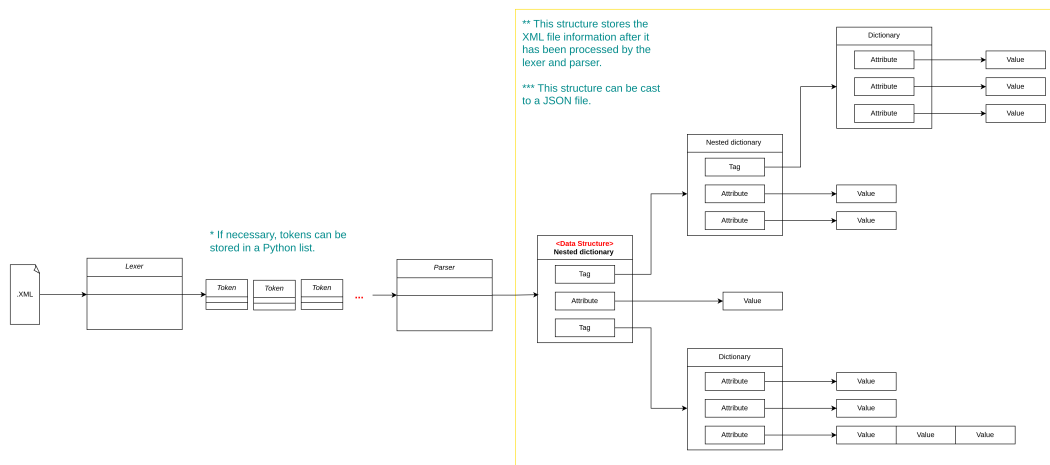 ** This structure stores the
XML file information after it
has been processed by the
lexer and parser.
*** This structure can be cast
to a JSON file.
Dictionary
Attribute
Value
Attribute
Value
Attribute
Value
Nested dictionary
Tag
Attribute
Value
Attribute
Value
* If necessary, tokens can be
stored in a Python list.
.XML
Lexer
Token
Token
Token
...
Parser
<Data Structure>
Nested dictionary
Tag
Attribute
Value
Tag
Dictionary
Attribute
Value
Attribute
Value
Attribute
Value
Value
Value